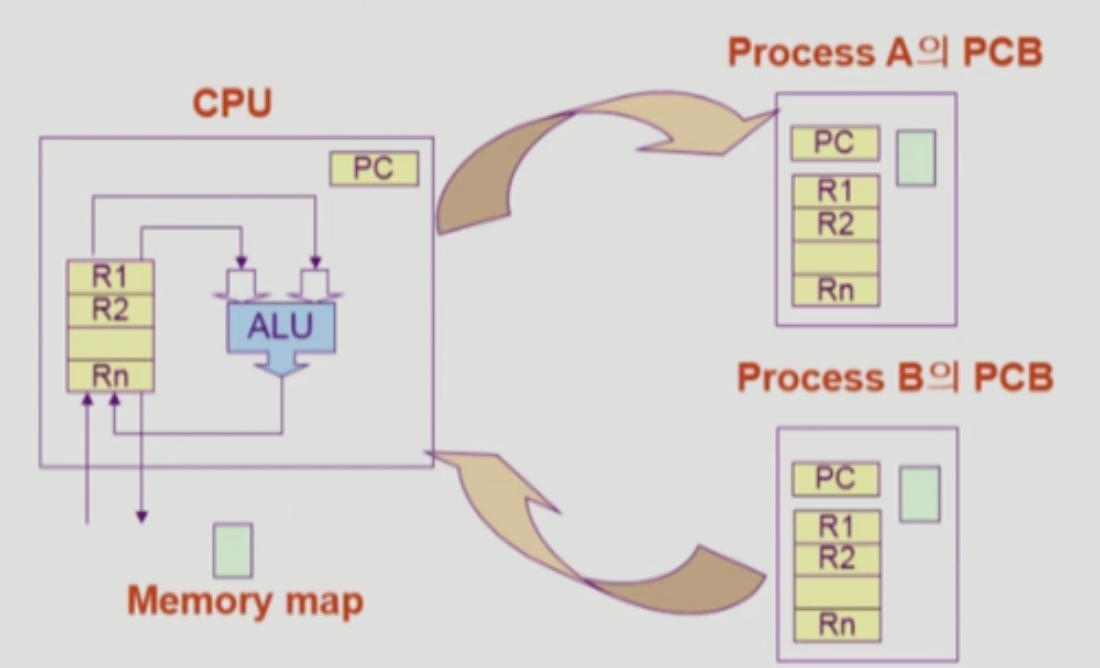 CPU
PC
R1
R2
Rn
ALU
Memory map
Process A의 PCB
PC
R1
R2
Rn
Process B의 PCB
PC
R1
R2
Rn